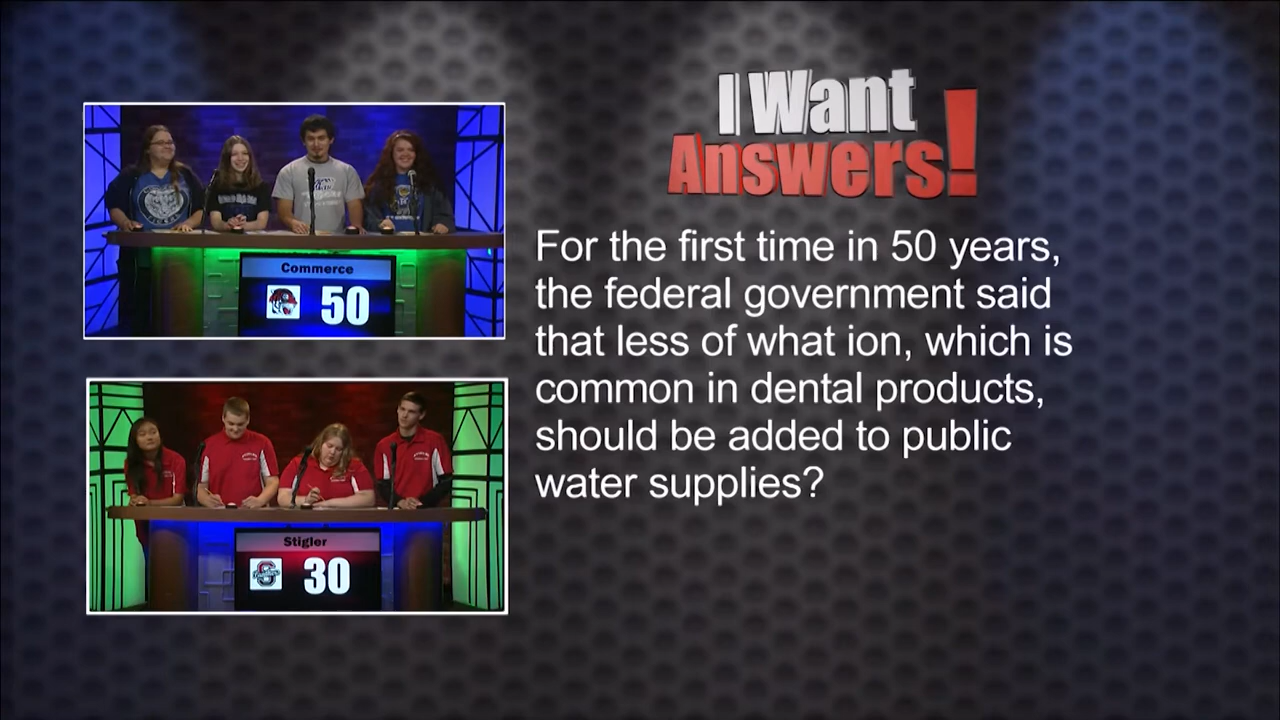 I Want
Answers!
For the first time in 50 years,
the federal government said
that less of what ion, which is
common in dental products,
should be added to public
water supplies?
Commerce
50
Stigler
30